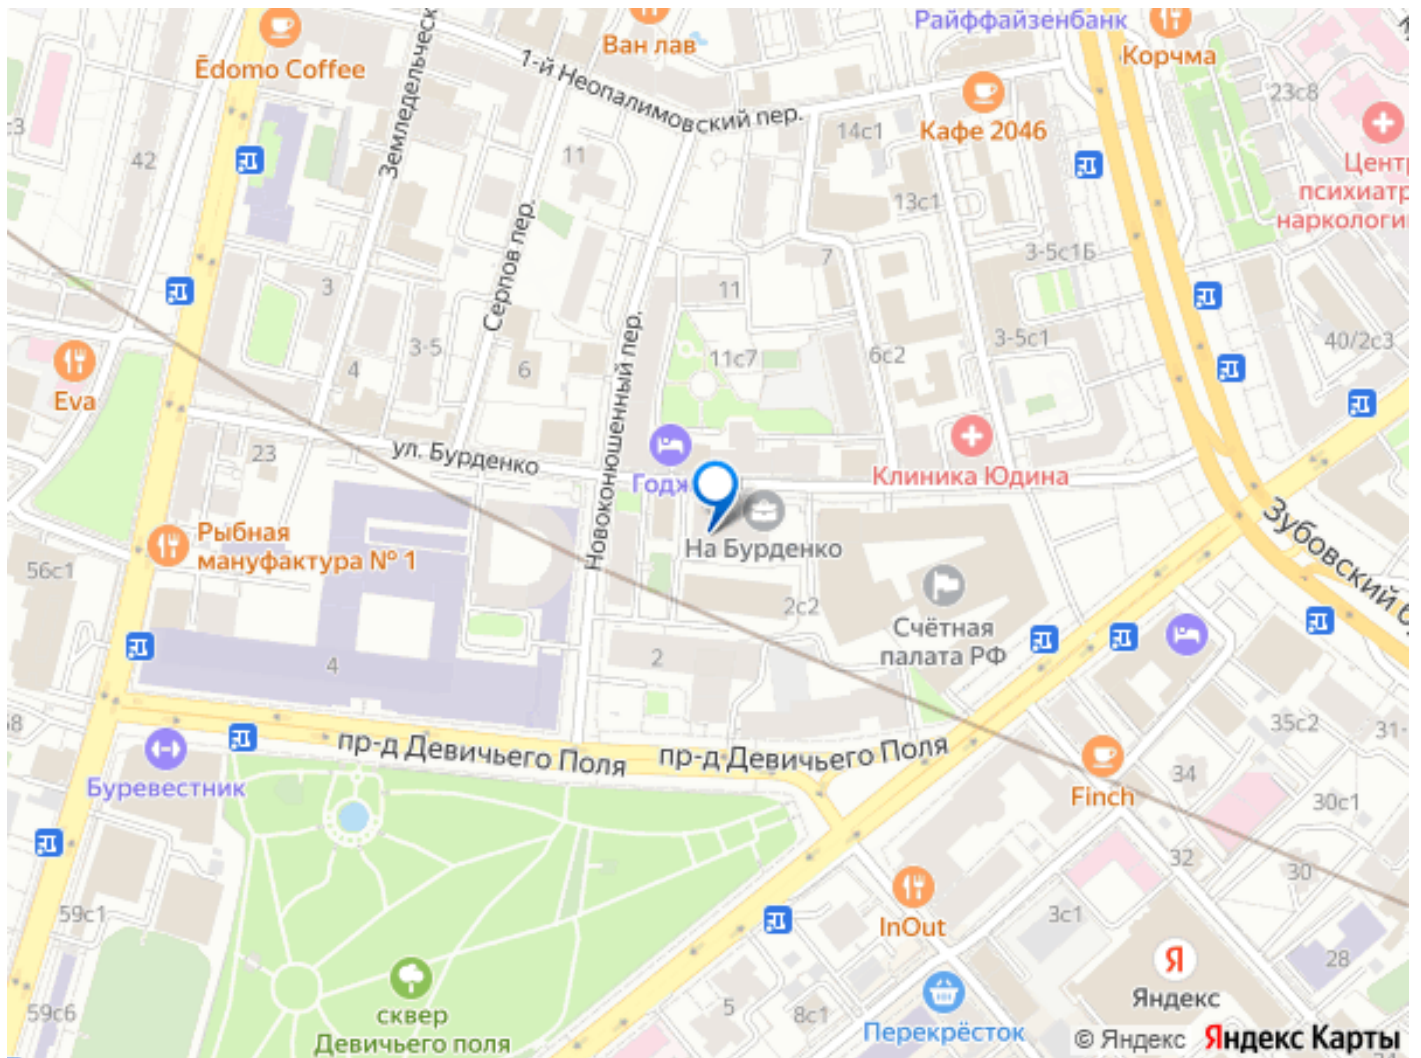 Райффайзенбанк
Ван лав
Корчма
Ēdomo Coffee
1-й Неопалимовский пер.
23с8
Кафе 2046
14с1
42
11
Центр
психиатр
наркологи
13с1
3-5с1Б
Серпов пер.
7
3
11
3-5с1
40/2с3
3-5
11с7
6с2
4
6
Eva
Новоконюшенный пер.
ул. Бурденко
23
Клиника Юдина
Рыбная
мануфактура № 1
На Бурденко
Зубовский б
56с1
2с2
Счётная
палата РФ
4
2
58
35с2
31-
пр-д Девичьего Поля
пр-д Девичьего Поля
Буревестник
34
Finch
30с1
32
30
59с1
3с1
InOut
28
Яндекс
59с6
сквер
Девичьего поля
5
8с1
Перекрёсток
© Яндекс Яндекс Карты